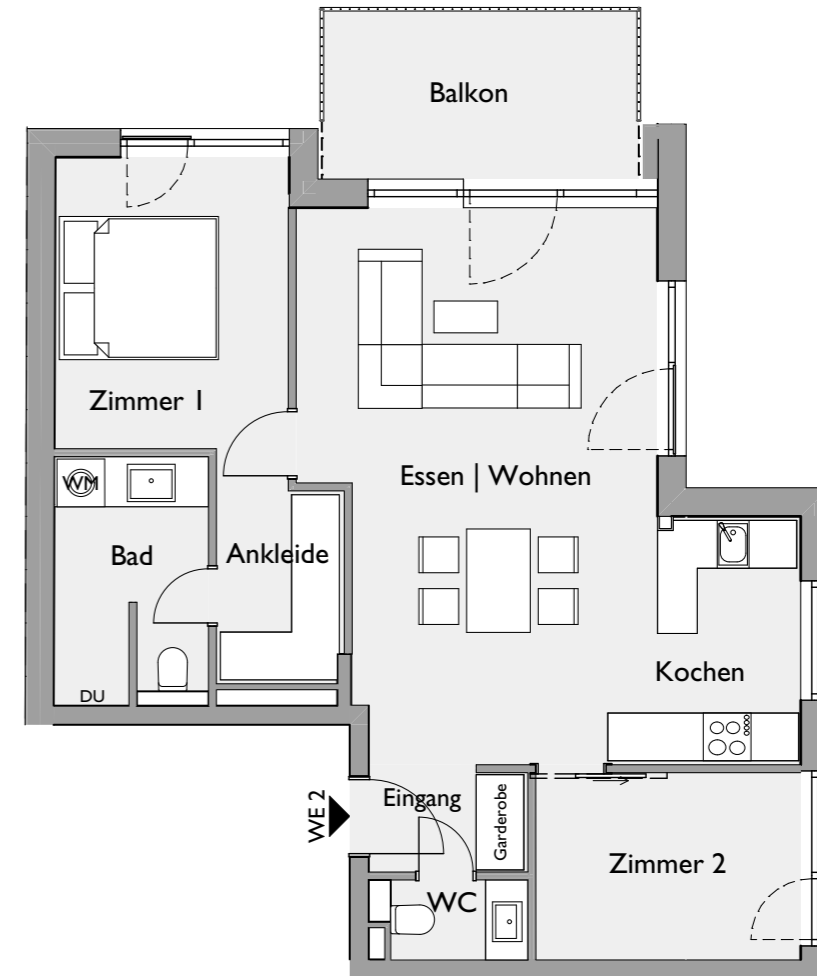 Balkon
Zimmer 1
Essen | Wohnen
WM
Bad
Ankleide
Kochen
DU
Eingang
WE 2
Garderobe
Zimmer 2
WC